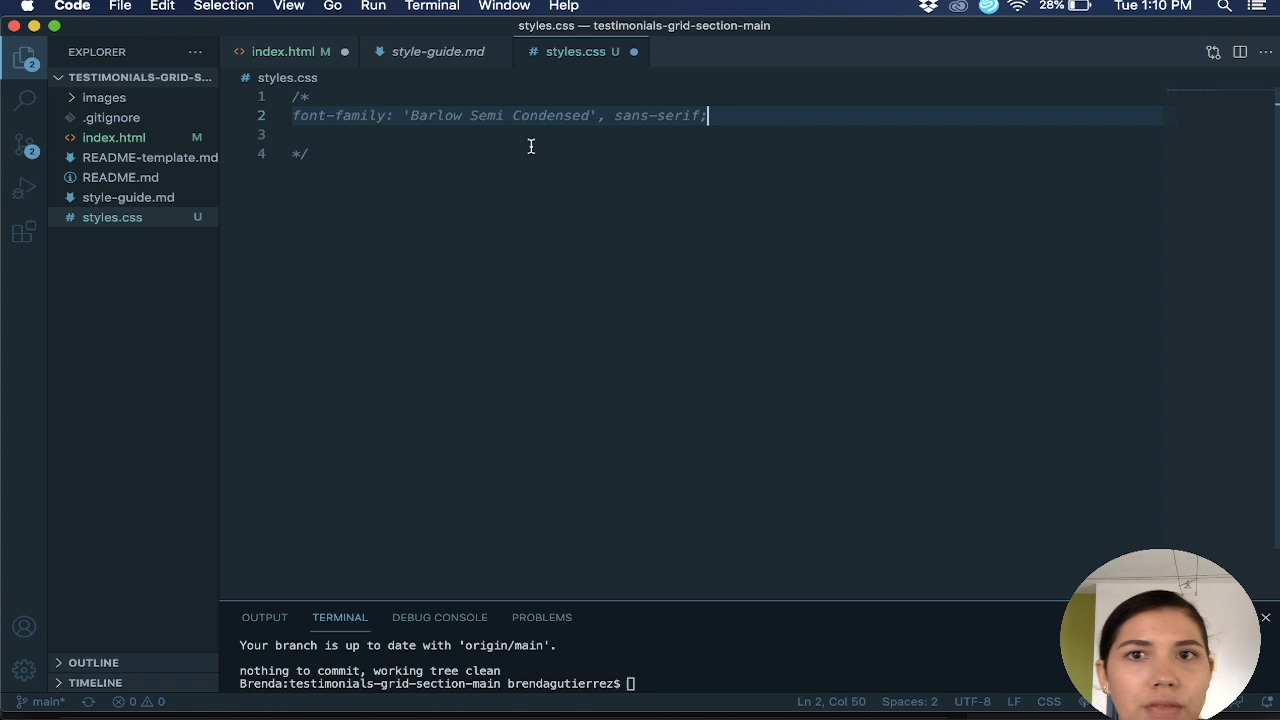 Code File Edit Selection View Go Run Terminal Window Help 28% Tue 1:10 PM
styles.css — testimonials-grid-section-main
EXPLORER
index.html M
style-guide.md
# styles.css U
TESTIMONIALS-GRID-S...
# styles.css
images
.gitignore
index.html M
README-template.md
README.md
style-guide.md
# styles.css U
1 /*
2 font-family: 'Barlow Semi Condensed', sans-serif;
3
4 */
2
2
OUTPUT TERMINAL DEBUG CONSOLE PROBLEMS
Your branch is up to date with 'origin/main'.
nothing to commit, working tree clean
Brenda:testimonials-grid-section-main brendagutierrez$
OUTLINE
TIMELINE
main* 0 0 Ln 2, Col 50 Spaces: 2 UTF-8 LF CSS